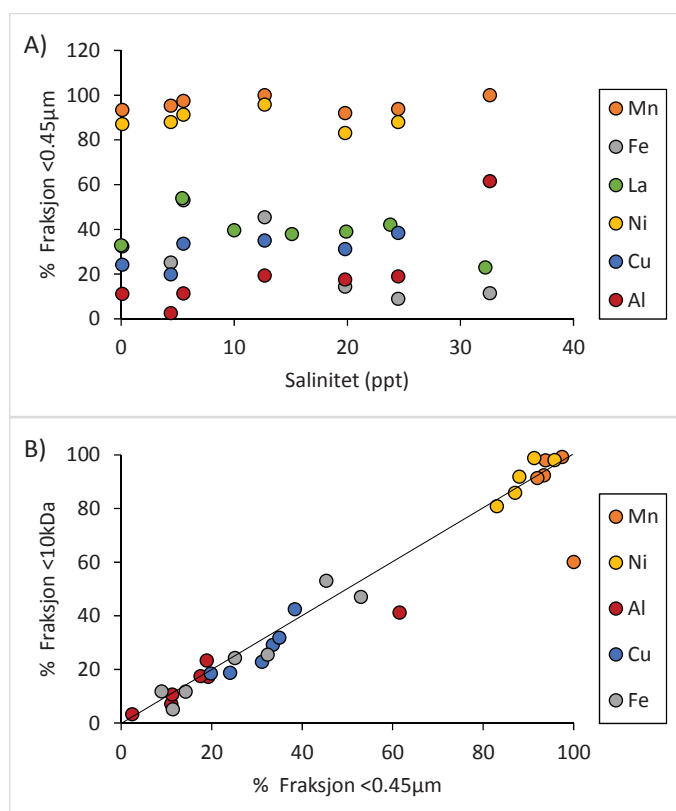 A)
% Fraksjon <0.45µm
120
100
80
60
40
20
0
0 10 20 30 40
Salinitet (ppt)
Mn
Fe
La
Ni
Cu
Al
B)
% Fraksjon <10kDa
100
80
60
40
20
0
0 20 40 60 80 100
% Fraksjon <0.45µm
Mn
Ni
Al
Cu
Fe